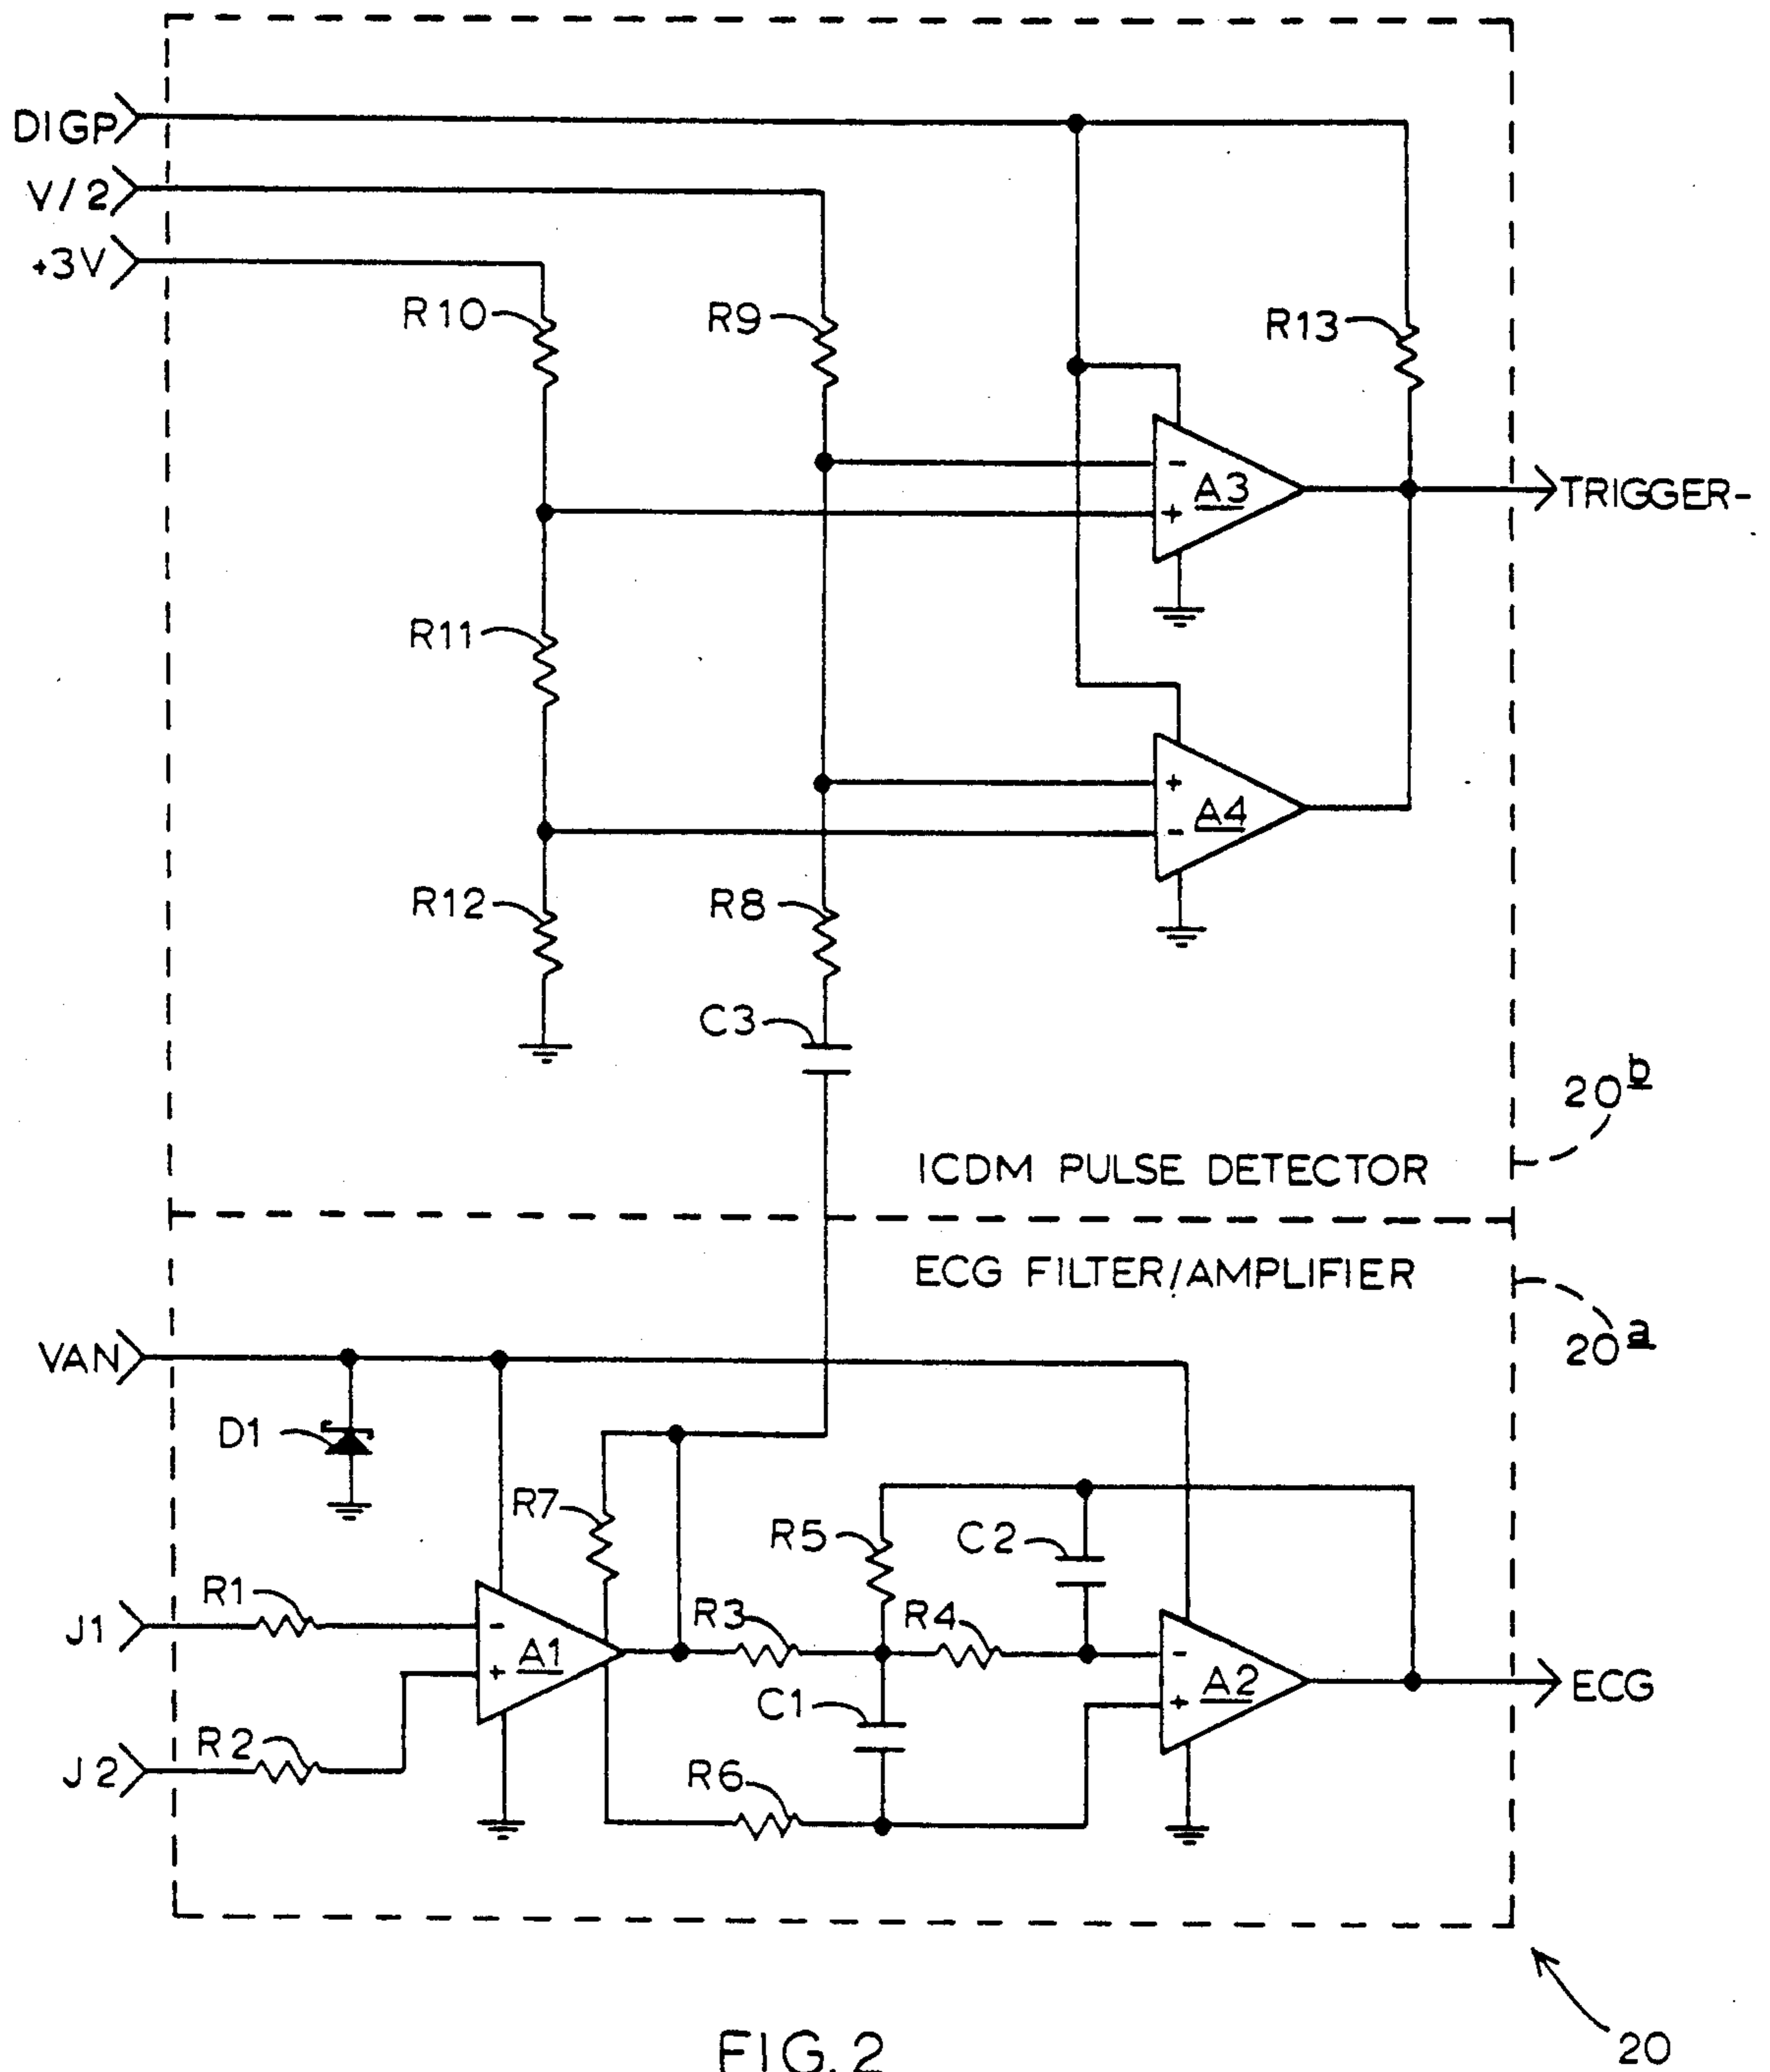 DIGP
V/2
+3V
R10
R9
R13
-
A3
+
TRIGGER-
R11
+
A4
-
R12
R8
C3
20b
ICDM PULSE DETECTOR
ECG FILTER/AMPLIFIER
20a
VAN
D1
R7
R5
C2
R1
R3
R4
J1
-
A1
+
-
A2
+
ECG
C1
R2
J2
R6
20
FIG. 2